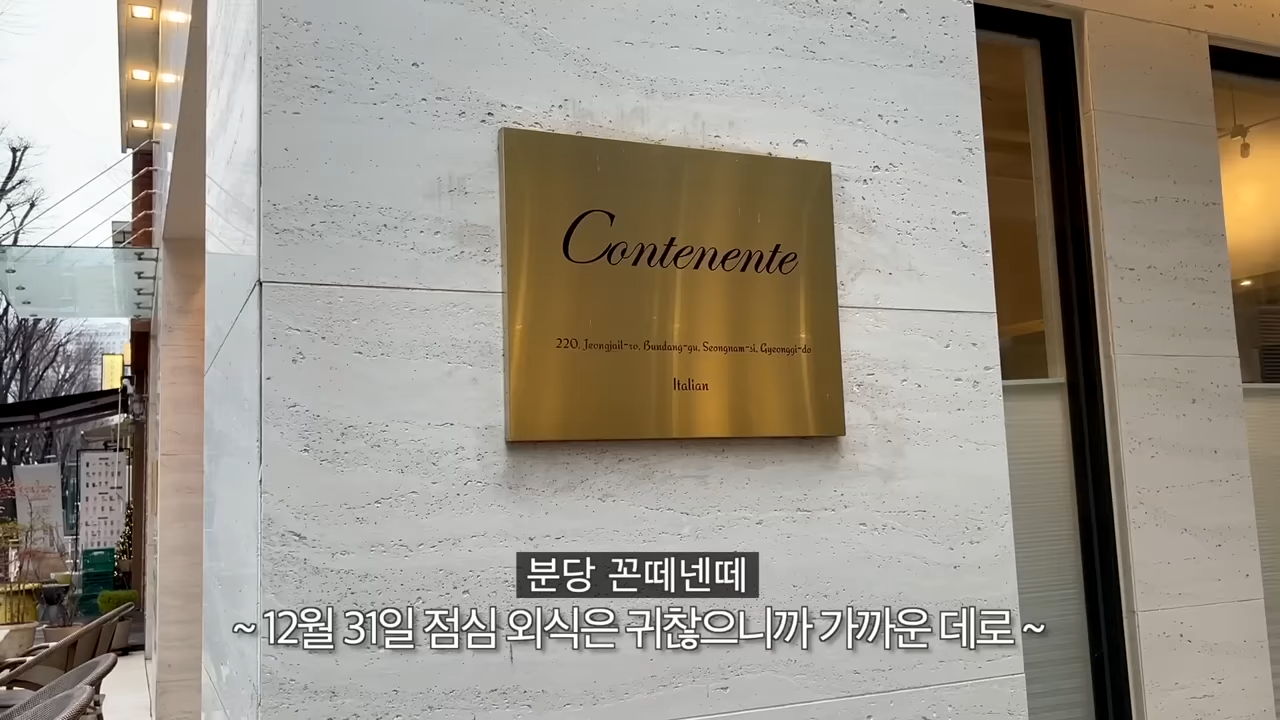 Contenente
220, Jeongjail-ro, Bundang-gu, Seongnam-si, Gyeonggi-do
Italian
분당 꼰떼넨떼
~ 12월 31일 점심 외식은 귀찮으니까 가까운 데로 ~